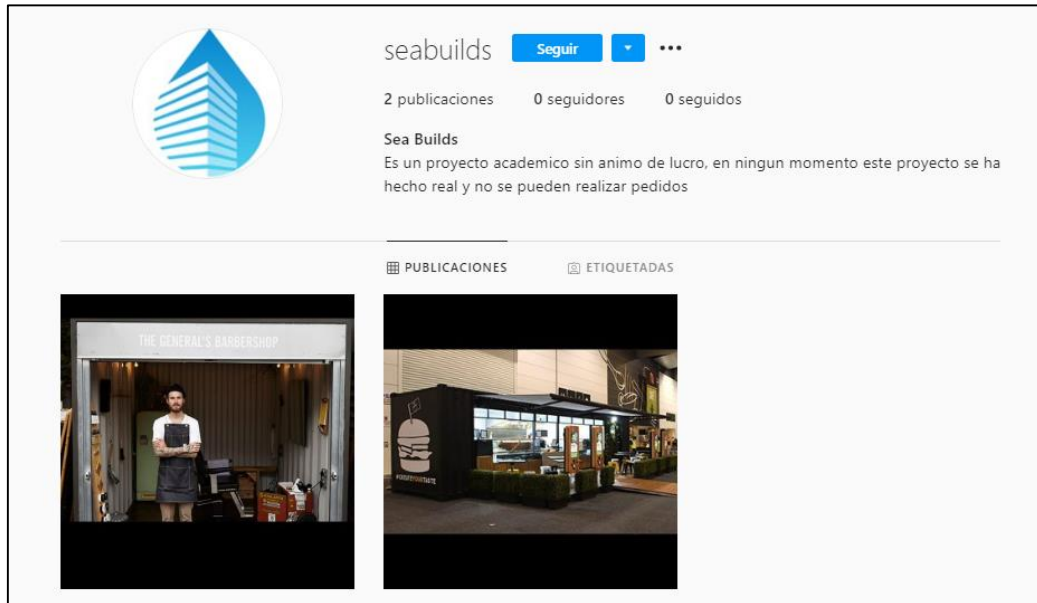 seabuilds Seguir
2 publicaciones 0 seguidores 0 seguidos
Sea Builds
Es un proyecto academico sin animo de lucro, en ningun momento este proyecto se ha
hecho real y no se pueden realizar pedidos
PUBLICACIONES ETIQUETADAS
THE GENERAL'S BARBERSHOP
#CREATEYOURTASTE